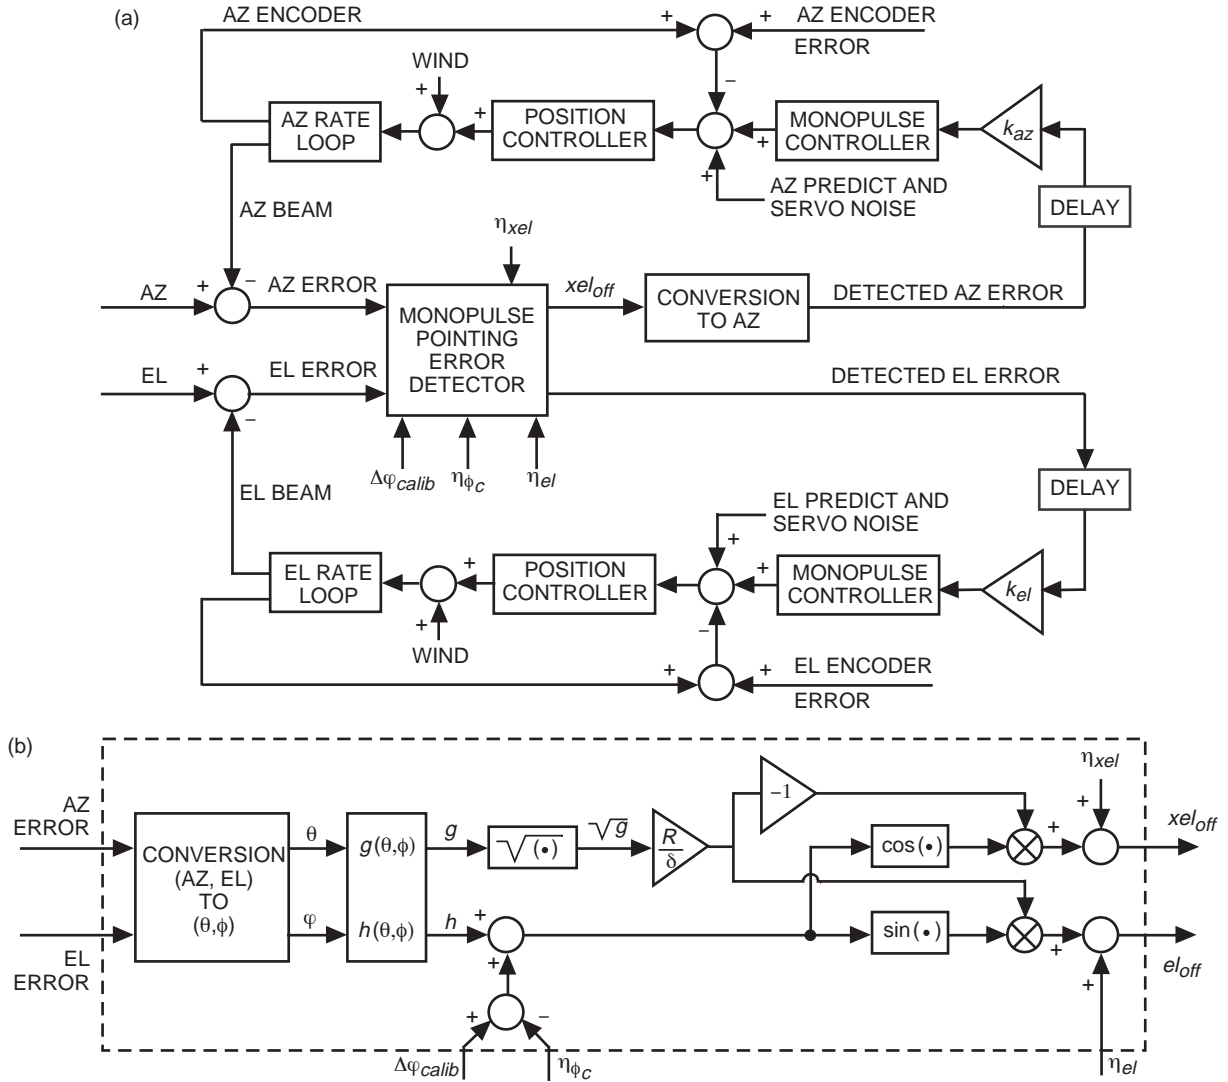 (a)
AZ ENCODER
+
+
AZ ENCODER
ERROR
WIND
+
−
AZ RATE
LOOP
+
POSITION
CONTROLLER
+
MONOPULSE
CONTROLLER
k_az
+
AZ PREDICT AND
SERVO NOISE
DELAY
AZ BEAM
η_xel
AZ
+
−
AZ ERROR
xel_off
CONVERSION
TO AZ
DETECTED AZ ERROR
MONOPULSE
POINTING
ERROR
DETECTOR
EL
+
−
EL ERROR
DETECTED EL ERROR
Δφ_calib
η_ϕ_c
η_el
EL BEAM
DELAY
EL PREDICT AND
SERVO NOISE
+
EL RATE
LOOP
+
POSITION
CONTROLLER
+
MONOPULSE
CONTROLLER
k_el
+
WIND
−
+
+
EL ENCODER
ERROR
(b)
AZ
ERROR
EL
ERROR
CONVERSION
(AZ, EL)
TO
(θ,ϕ)
θ
φ
g(θ,ϕ)
h(θ,ϕ)
g
h
√(•)
√g
R/δ
−1
cos(•)
sin(•)
η_xel
+
+
xel_off
+
+
el_off
+
+
+
−
Δφ_calib
η_ϕ_c
η_el